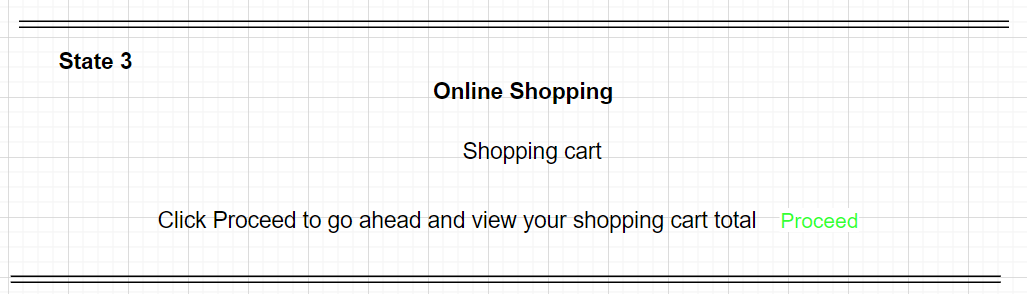 State 3
Online Shopping
Shopping cart
Click Proceed to go ahead and view your shopping cart total Proceed